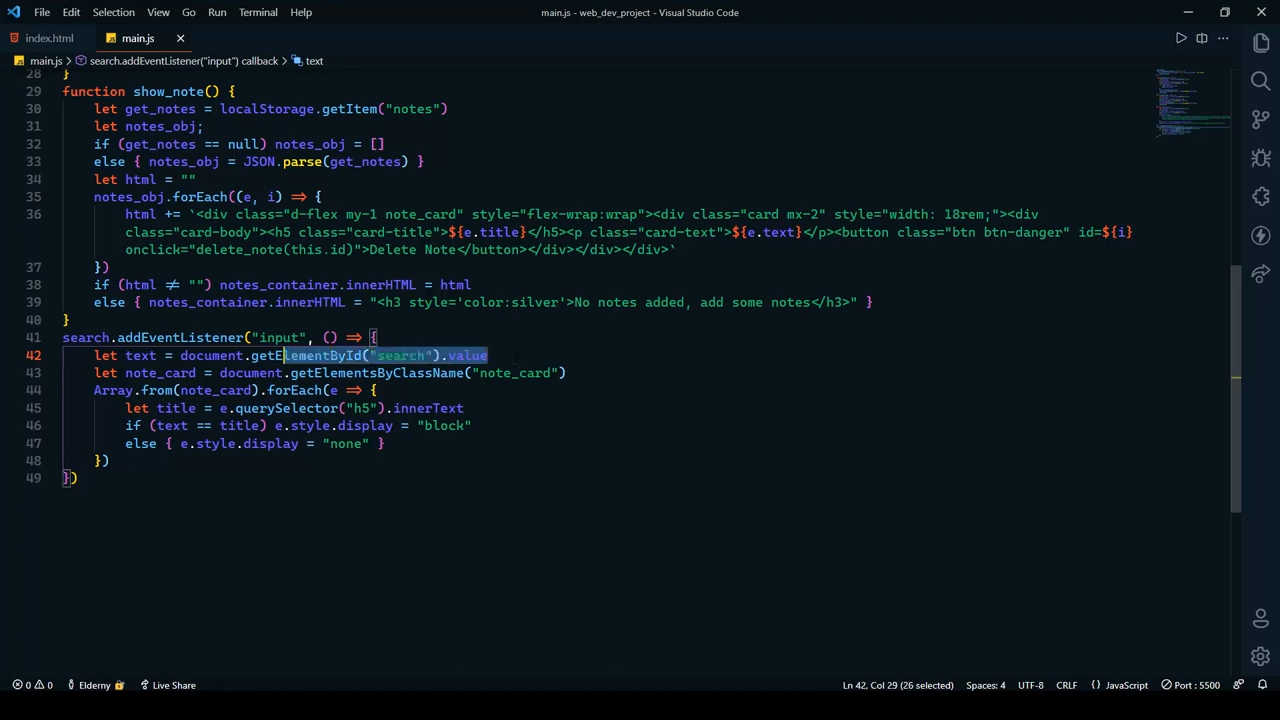 File Edit Selection View Go Run Terminal Help main.js - web_dev_project - Visual Studio Code
index.html main.js
main.js > search.addEventListener("input") callback > text
28 }
29 function show_note() {
30 let get_notes = localStorage.getItem("notes")
31 let notes_obj;
32 if (get_notes == null) notes_obj = []
33 else { notes_obj = JSON.parse(get_notes) }
34 let html = ""
35 notes_obj.forEach((e, i) => {
36 html += `<div class="d-flex my-1 note_card" style="flex-wrap:wrap"><div class="card mx-2" style="width: 18rem;"><div
class="card-body"><h5 class="card-title">${e.title}</h5><p class="card-text">${e.text}</p><button class="btn btn-danger" id=${i}
onclick="delete_note(this.id)">Delete Note</button></div></div></div>`
37 })
38 if (html != "") notes_container.innerHTML = html
39 else { notes_container.innerHTML = "<h3 style='color:silver'>No notes added, add some notes</h3>" }
40 }
41 search.addEventListener("input", () => {
42 let text = document.getElementById("search").value
43 let note_card = document.getElementsByClassName("note_card")
44 Array.from(note_card).forEach(e => {
45 let title = e.querySelector("h5").innerText
46 if (text == title) e.style.display = "block"
47 else { e.style.display = "none" }
48 })
49 })
0 0 Elderny Live Share Ln 42, Col 29 (26 selected) Spaces: 4 UTF-8 CRLF {} JavaScript Port : 5500